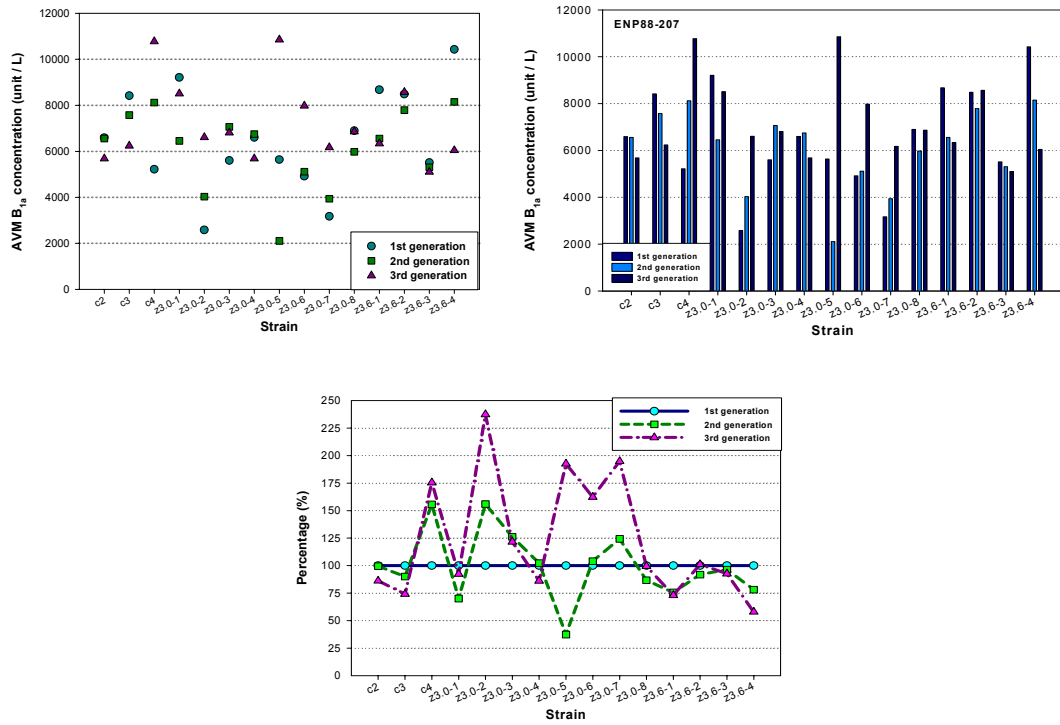 12000
10000
8000
6000
4000
2000
0
AVM B1a concentration (unit / L)
1st generation
2nd generation
3rd generation
c2
c3
c4
z3.0-1
z3.0-2
z3.0-3
z3.0-4
z3.0-5
z3.0-6
z3.0-7
z3.0-8
z3.6-1
z3.6-2
z3.6-3
z3.6-4
Strain
12000
10000
8000
6000
4000
2000
0
AVM B1a concentration (unit / L)
ENP88-207
1st generation
2nd generation
3rd generation
c2
c3
c4
z3.0-1
z3.0-2
z3.0-3
z3.0-4
z3.0-5
z3.0-6
z3.0-7
z3.0-8
z3.6-1
z3.6-2
z3.6-3
z3.6-4
Strain
250
225
200
175
150
125
100
75
50
25
0
Percentage (%)
1st generation
2nd generation
3rd generation
c2
c3
c4
z3.0-1
z3.0-2
z3.0-3
z3.0-4
z3.0-5
z3.0-6
z3.0-7
z3.0-8
z3.6-1
z3.6-2
z3.6-3
z3.6-4
Strain